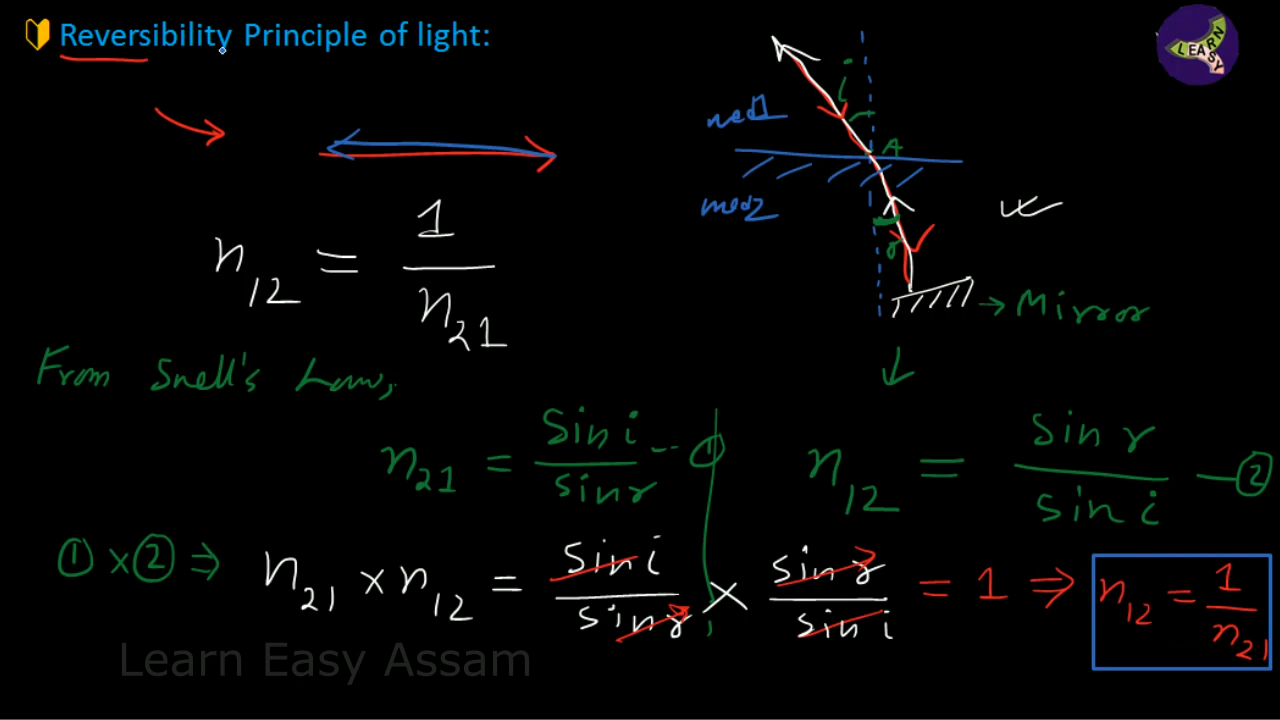 Reversibility Principle of light:
LEARN EASY
i
med1
A
med2
r
n12 = 1/n21
→ Mirror
From Snell's Law,
n21 = sin i/sin r --①
n12 = sin r/sin i —②
① × ② ⇒ n21 × n12 = sin i/sin r × sin r/sin i = 1 ⇒ n12 = 1/n21
Learn Easy Assam